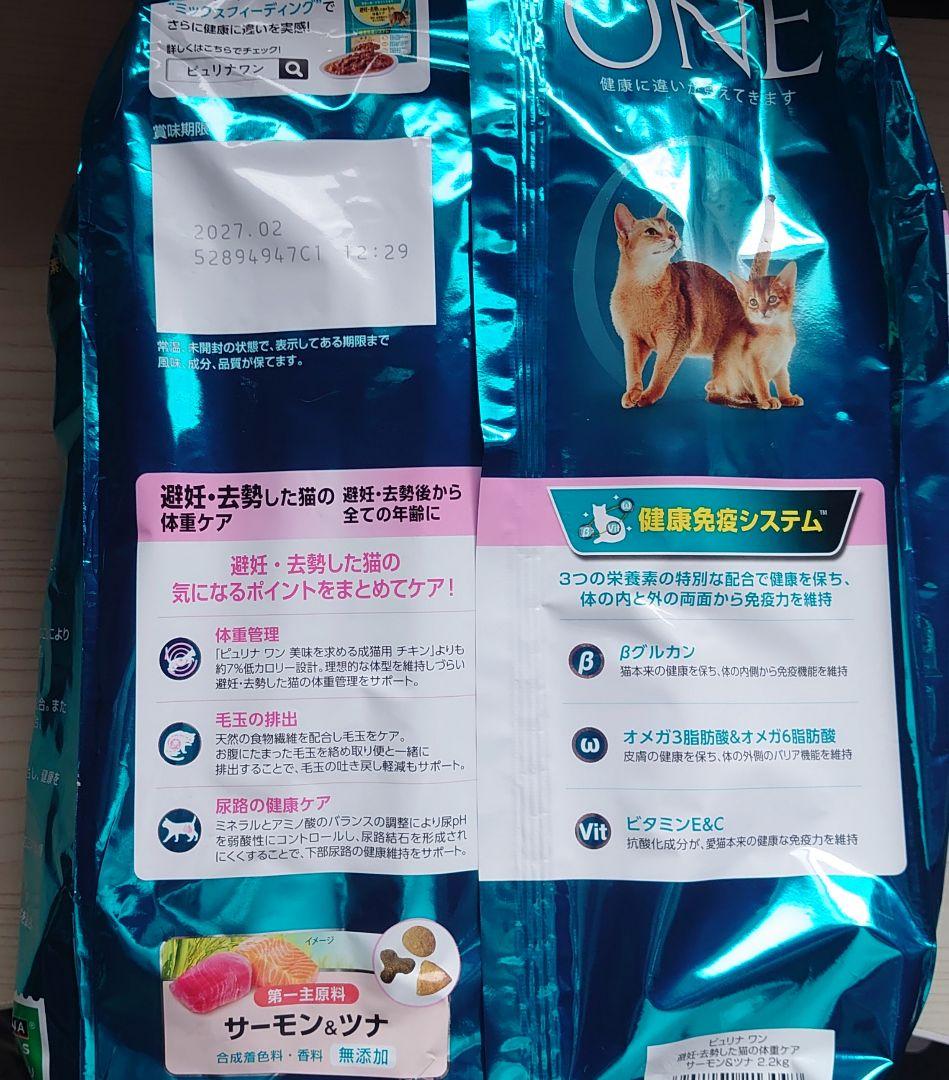 "ミックスフィーディング"で
さらに健康に違いを実感!
詳しくはこちらでチェック!
ピュリナワン
賞味期限
2027.02
52894947C1 12:29
常温、未開封の状態で、表示してある期限まで
風味、成分、品質が保てます。
避妊・去勢した猫の
体重ケア
避妊・去勢後から
全ての年齢に
避妊・去勢した猫の
気になるポイントをまとめてケア!
体重管理
「ピュリナ ワン 美味を求める成猫用 チキン」よりも
約7%低カロリー設計。理想的な体型を維持しづらい
避妊・去勢した猫の体重管理をサポート。
毛玉の排出
天然の食物繊維を配合し毛玉をケア。
お腹にたまった毛玉を絡め取り便と一緒に
排出することで、毛玉の吐き戻し軽減もサポート。
尿路の健康ケア
ミネラルとアミノ酸のバランスの調整により尿pH
を弱酸性にコントロールし、尿路結石を形成され
にくくすることで、下部尿路の健康維持をサポート。
イメージ
第一主原料
サーモン&ツナ
合成着色料・香料 無添加
ONE
健康に違いが えてきます
健康免疫システム™
3つの栄養素の特別な配合で健康を保ち、
体の内と外の両面から免疫力を維持
β
βグルカン
猫本来の健康を保ち、体の内側から免疫機能を維持
ω
オメガ3脂肪酸&オメガ6脂肪酸
皮膚の健康を保ち、体の外側のバリア機能を維持
Vit
ビタミンE&C
抗酸化成分が、愛猫本来の健康な免疫力を維持
ピュリナ ワン
避妊・去勢した猫の体重ケア
サーモン&ツナ 2.2kg